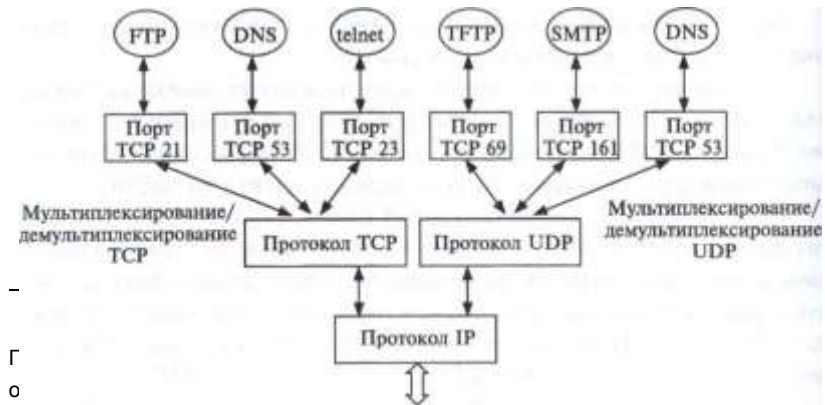 FTP DNS telnet TFTP SMTP DNS
Порт Порт Порт Порт Порт Порт
TCP 21 TCP 53 TCP 23 TCP 69 TCP 161 TCP 53
Мультиплексирование/
демультиплексирование
TCP
Протокол TCP Протокол UDP
Мультиплексирование/
демультиплексирование
UDP
Протокол IP
П
о